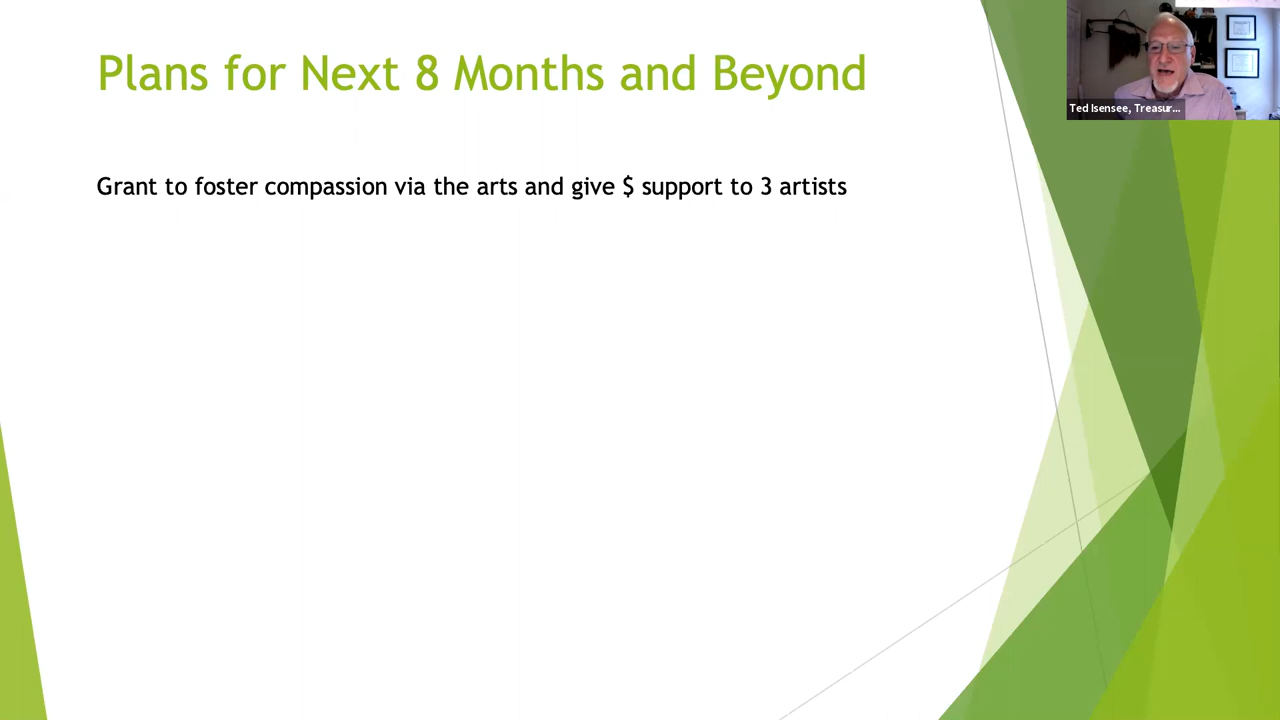 Plans for Next 8 Months and Beyond
Grant to foster compassion via the arts and give $ support to 3 artists
Ted Isensee, Treasur...